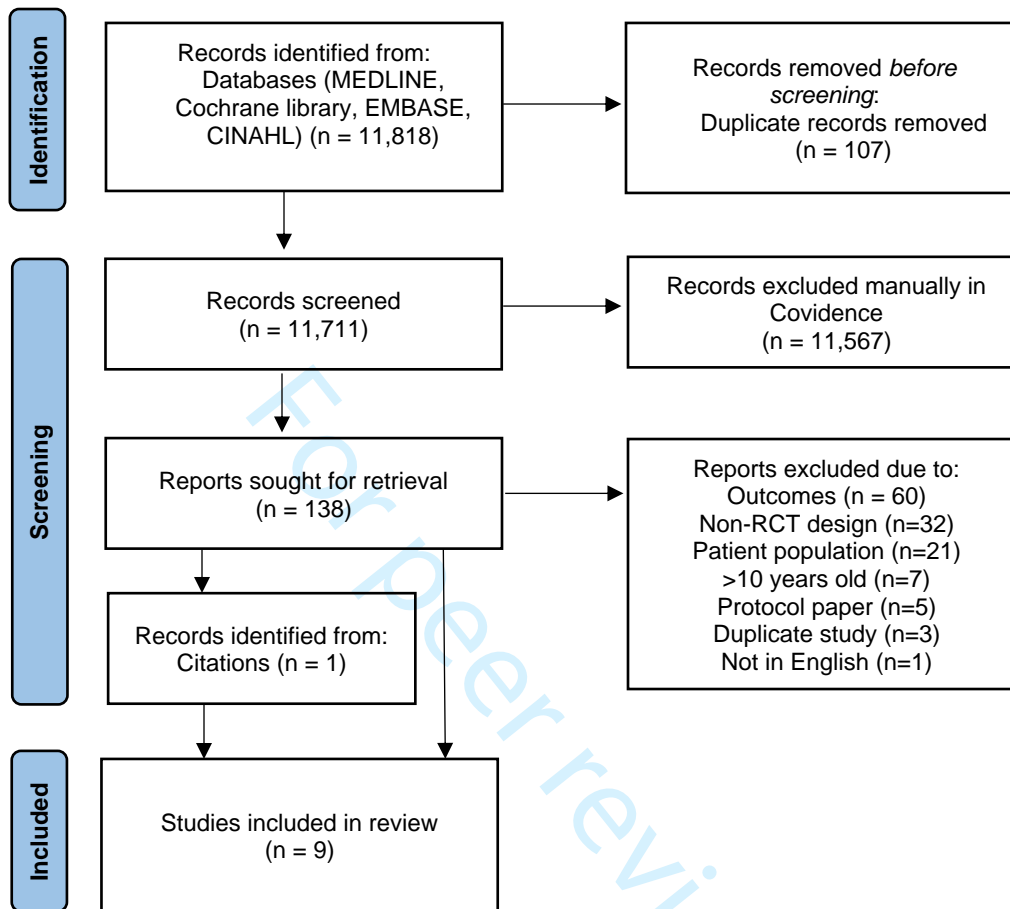 Identification
Records identified from:
Databases (MEDLINE,
Cochrane library, EMBASE,
CINAHL) (n = 11,818)
Records removed before
screening:
Duplicate records removed
(n = 107)
Screening
Records screened
(n = 11,711)
Records excluded manually in
Covidence
(n = 11,567)
Reports sought for retrieval
(n = 138)
Reports excluded due to:
Outcomes (n = 60)
Non-RCT design (n=32)
Patient population (n=21)
>10 years old (n=7)
Protocol paper (n=5)
Duplicate study (n=3)
Not in English (n=1)
Records identified from:
Citations (n = 1)
Included
Studies included in review
(n = 9)
For peer revi